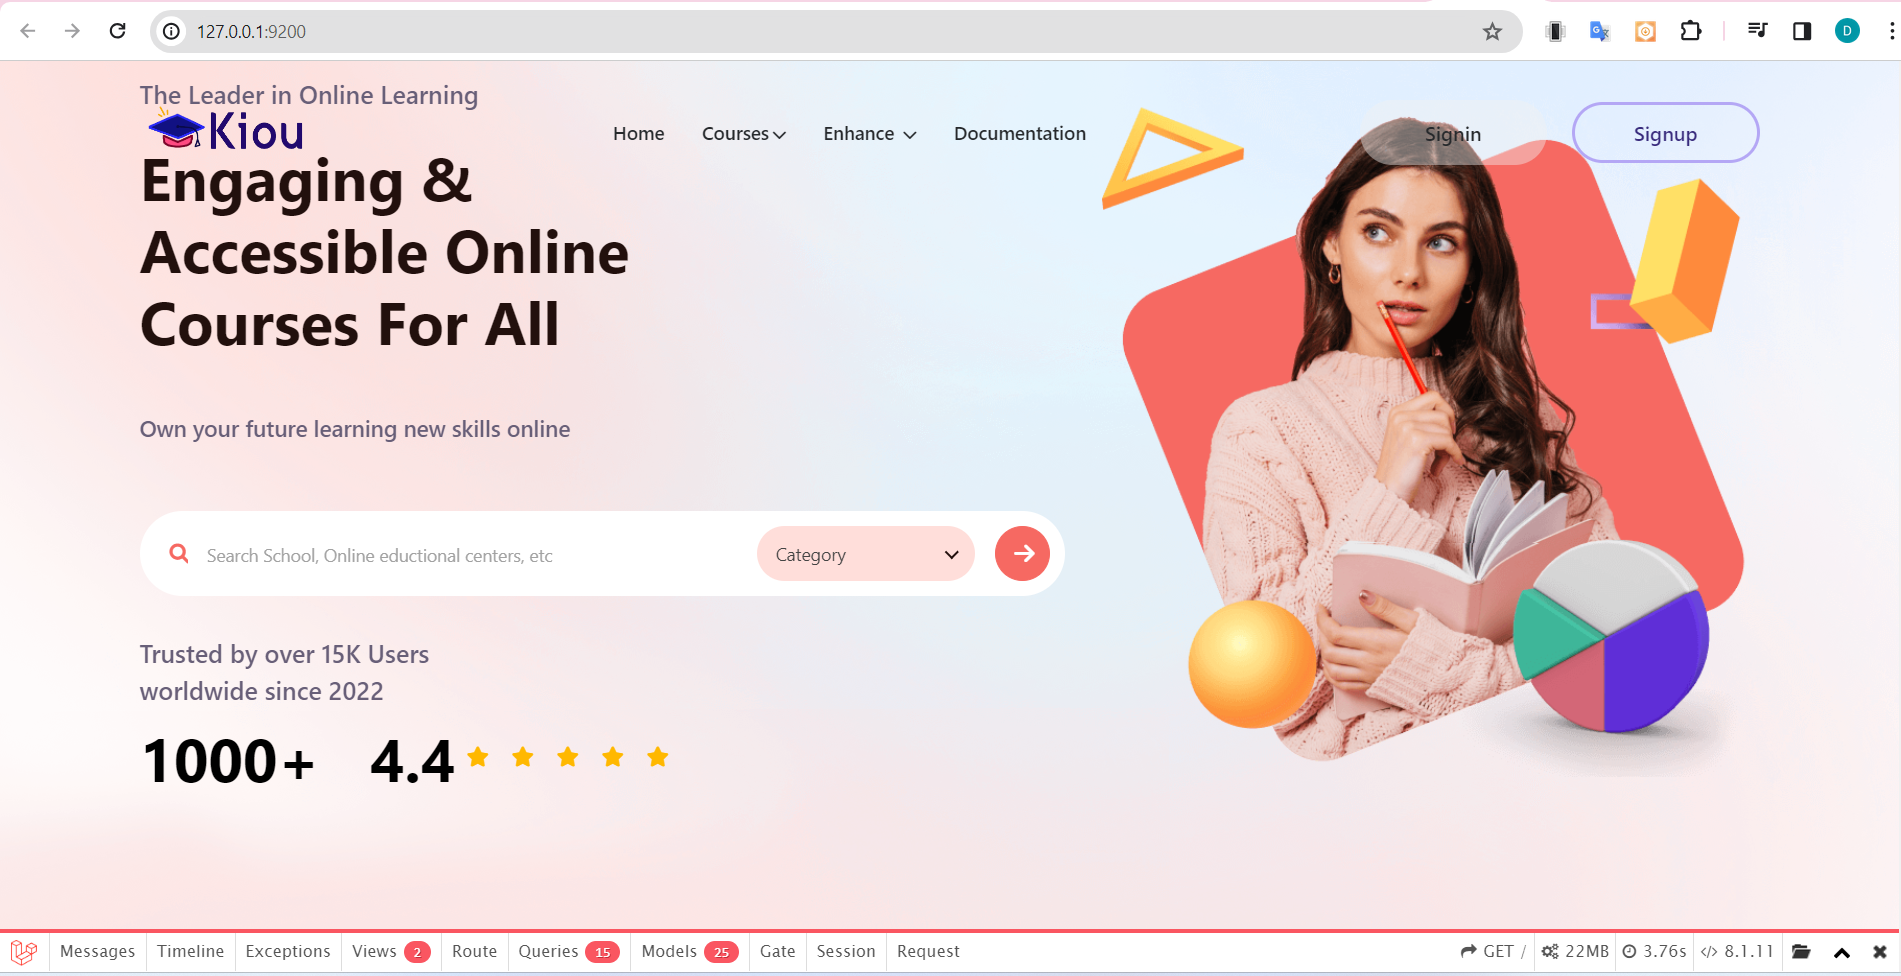 127.0.0.1:9200
D
The Leader in Online Learning
Kiou
Home
Courses
Enhance
Documentation
Signin
Signup
Engaging &
Accessible Online
Courses For All
Own your future learning new skills online
Search School, Online eductional centers, etc
Category
Trusted by over 15K Users
worldwide since 2022
1000+ 4.4
Messages
Timeline
Exceptions
Views 2
Route
Queries 15
Models 25
Gate
Session
Request
GET /
22MB
3.76s
8.1.11